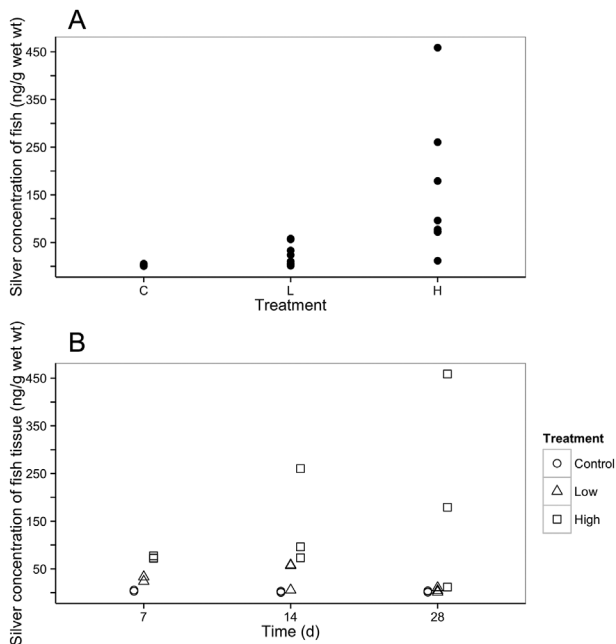 A
Silver concentration of fish (ng/g wet wt)
450
350
250
150
50
C L H
Treatment
B
Silver concentration of fish tissue (ng/g wet wt)
450
350
250
150
50
7 14 28
Time (d)
Treatment
Control
Low
High